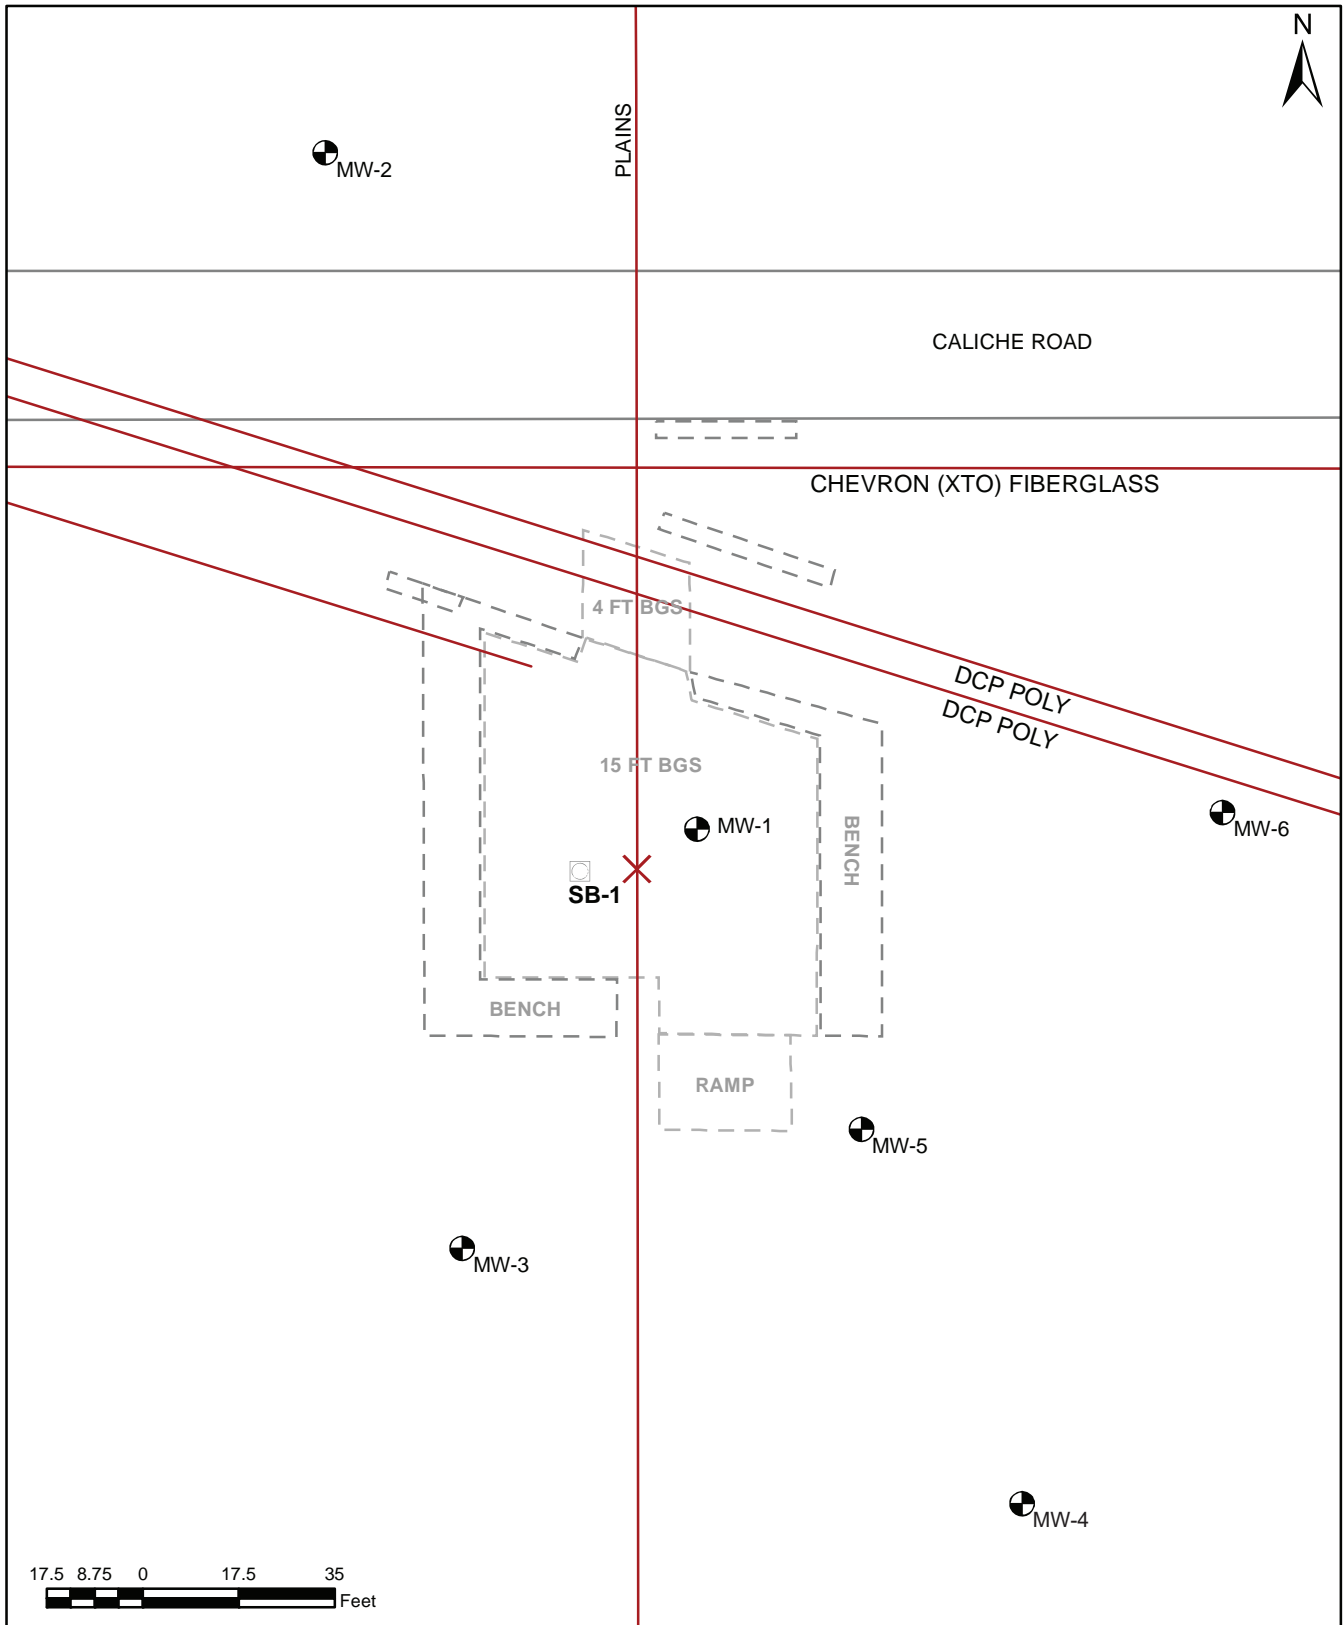 N
PLAINS
MW-2
CALICHE ROAD
CHEVRON (XTO) FIBERGLASS
4 FT BGS
DCP POLY
DCP POLY
15 FT BGS
MW-1
BENCH
MW-6
SB-1
BENCH
RAMP
MW-5
MW-3
MW-4
17.5 8.75 0 17.5 35
Feet